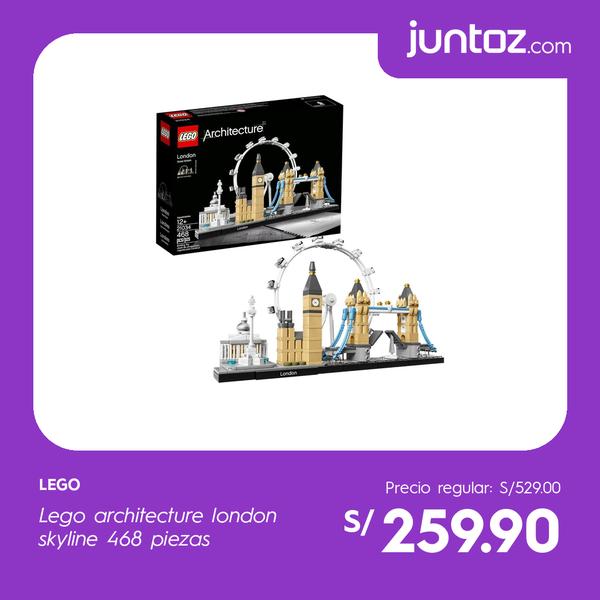 juntoz.com
LEGO Architecture
London
12+
21034
468
London
LEGO
Precio regular: S/529.00
Lego architecture london
skyline 468 piezas
S/259.90